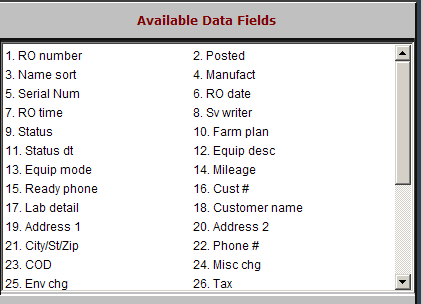 Available Data Fields
1. RO number 2. Posted
3. Name sort 4. Manufact
5. Serial Num 6. RO date
7. RO time 8. Sv writer
9. Status 10. Farm plan
11. Status dt 12. Equip desc
13. Equip mode 14. Mileage
15. Ready phone 16. Cust #
17. Lab detail 18. Customer name
19. Address 1 20. Address 2
21. City/St/Zip 22. Phone #
23. COD 24. Misc chg
25. Env chg 26. Tax